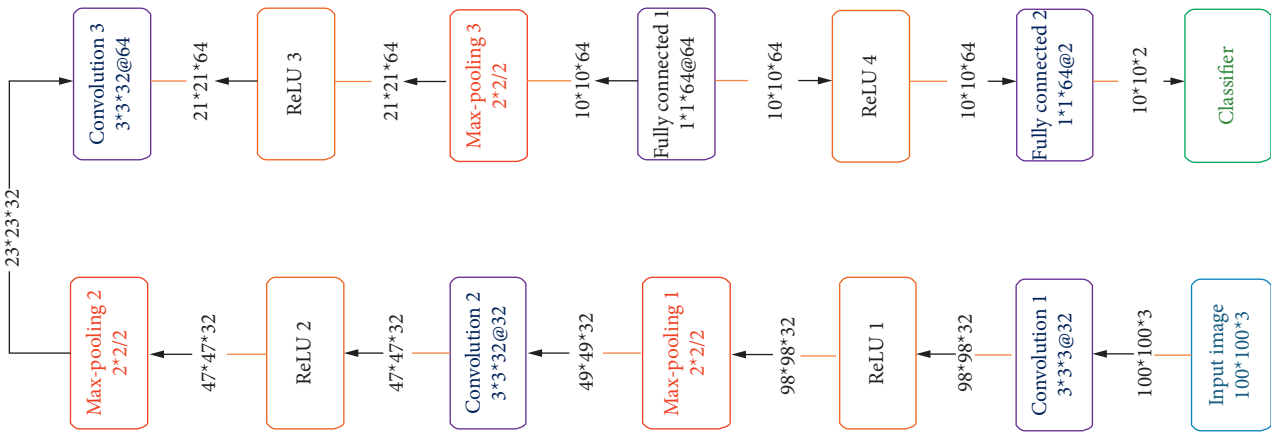 Input image
100*100*3
100*100*3
Convolution 1
3*3*3@32
98*98*32
ReLU 1
98*98*32
Max-pooling 1
2*2/2
49*49*32
Convolution 2
3*3*32@32
47*47*32
ReLU 2
47*47*32
Max-pooling 2
2*2/2
23*23*32
Convolution 3
3*3*32@64
21*21*64
ReLU 3
21*21*64
Max-pooling 3
2*2/2
10*10*64
Fully connected 1
1*1*64@64
10*10*64
ReLU 4
10*10*64
Fully connected 2
1*1*64@2
10*10*2
Classifier